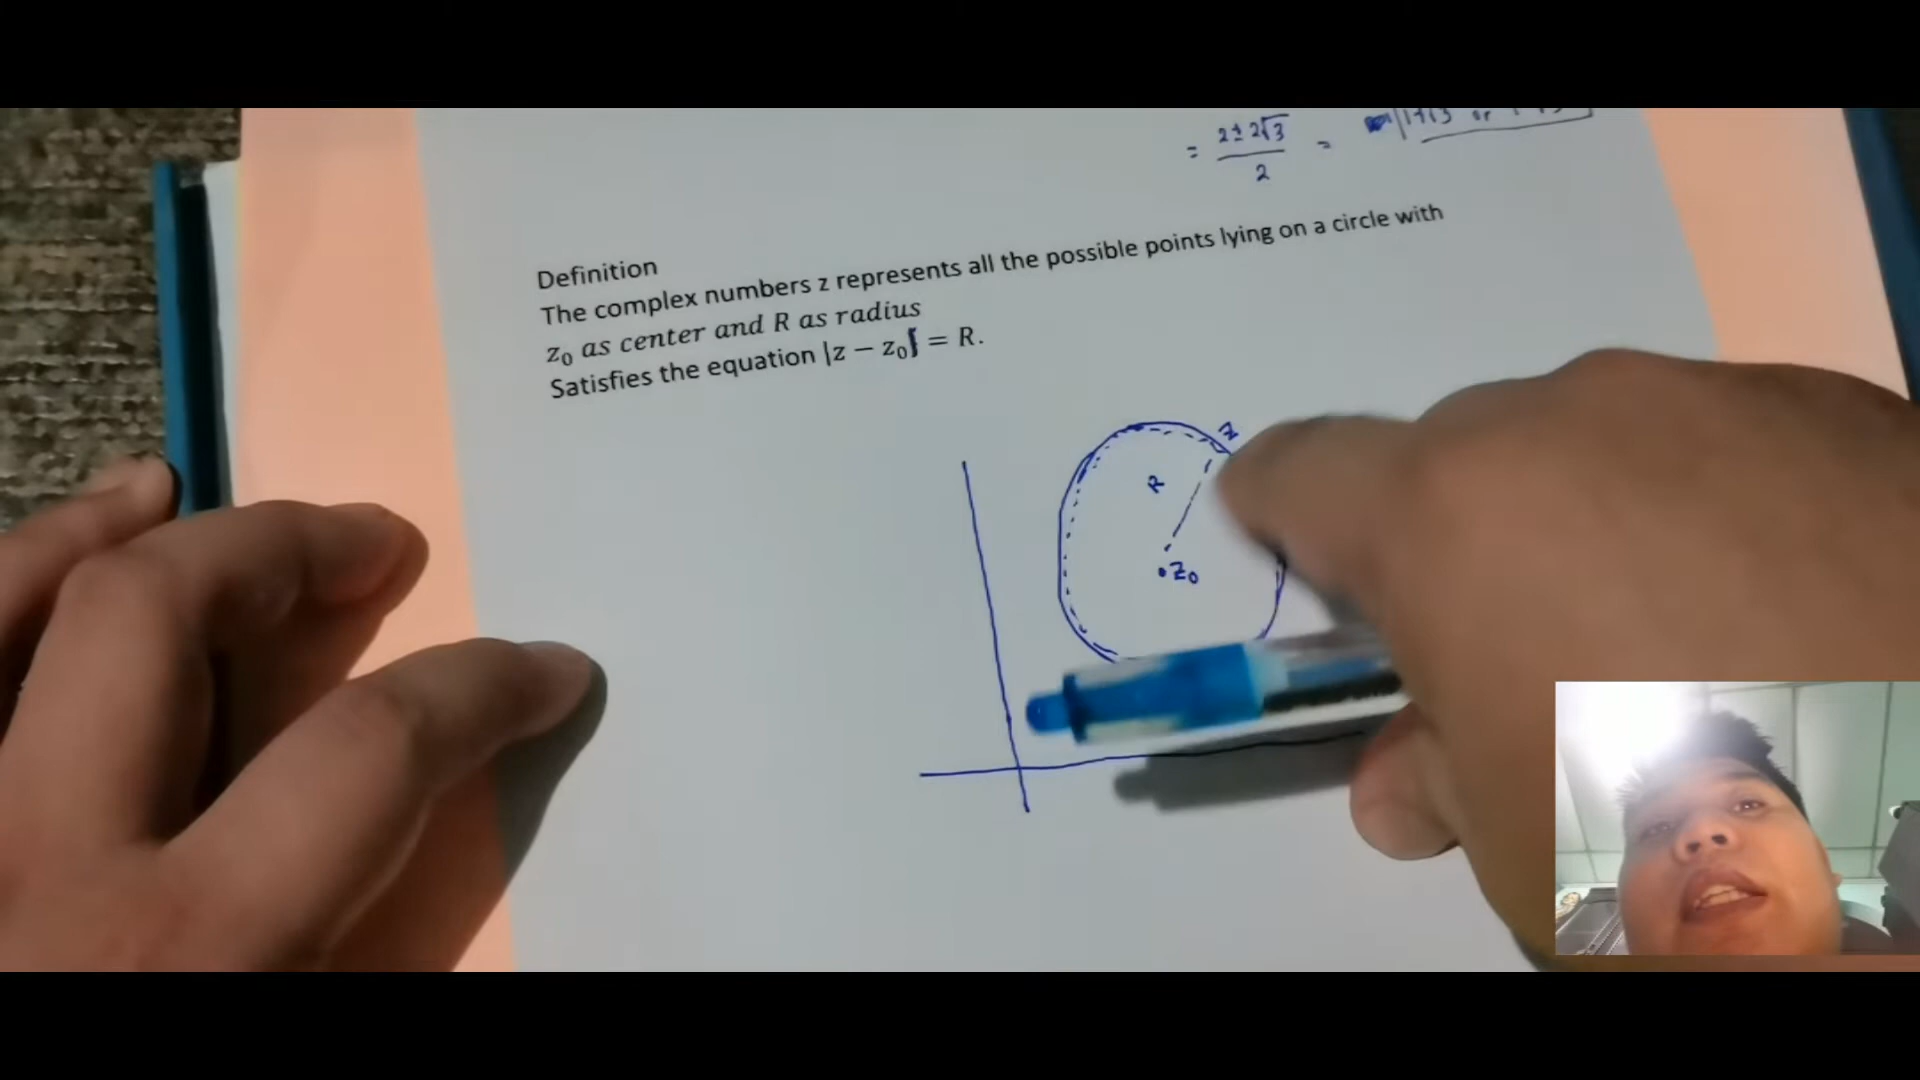 = 2±2√3 / 2 =
Definition
The complex numbers z represents all the possible points lying on a circle with
z₀ as center and R as radius
Satisfies the equation |z − z₀| = R.
z
R
z₀